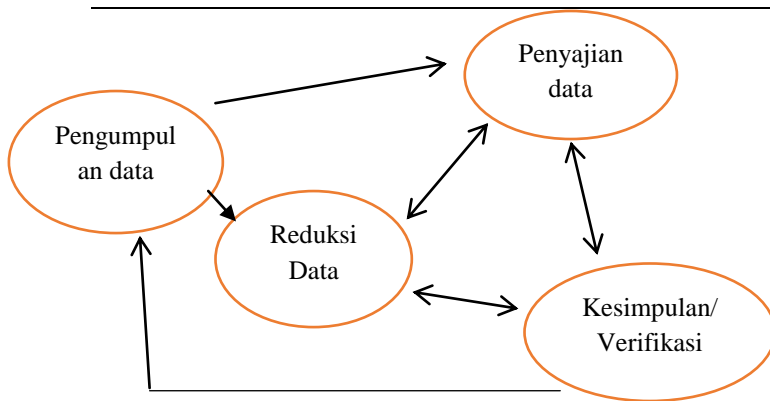 Penyajian
data
Pengumpul
an data
Reduksi
Data
Kesimpulan/
Verifikasi